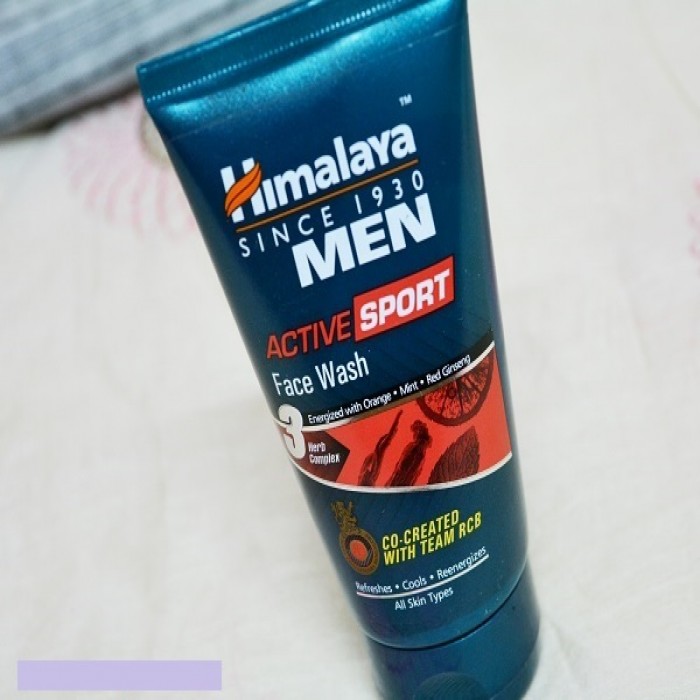 ™
Himalaya
SINCE 1930
MEN
ACTIVE SPORT
Face Wash
Energized with Orange • Mint • Red Ginseng
3
Herb
Complex
CO-CREATED
WITH TEAM RCB
Refreshes • Cools • Reenergizes
All Skin Types